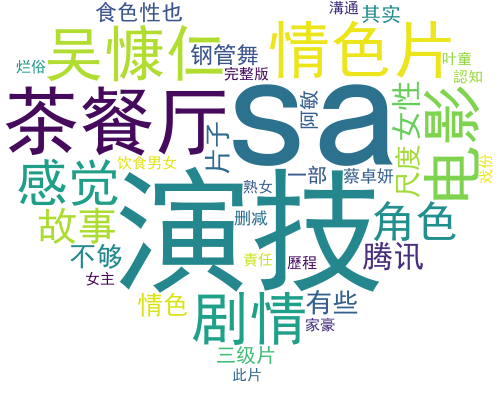 溝通
食色性也
其实
吴慷仁
情色片
钢管舞
叶童
烂俗
完整版
認知
sa
茶餐厅
阿敏
女性
电影
片子
尺度
饮食男女
感觉
一部
蔡卓妍
戏份
演技
熟女
故事
删减
角色
不够
責任
歷程
腾讯
女主
情色
剧情
有些
家豪
三级片
此片